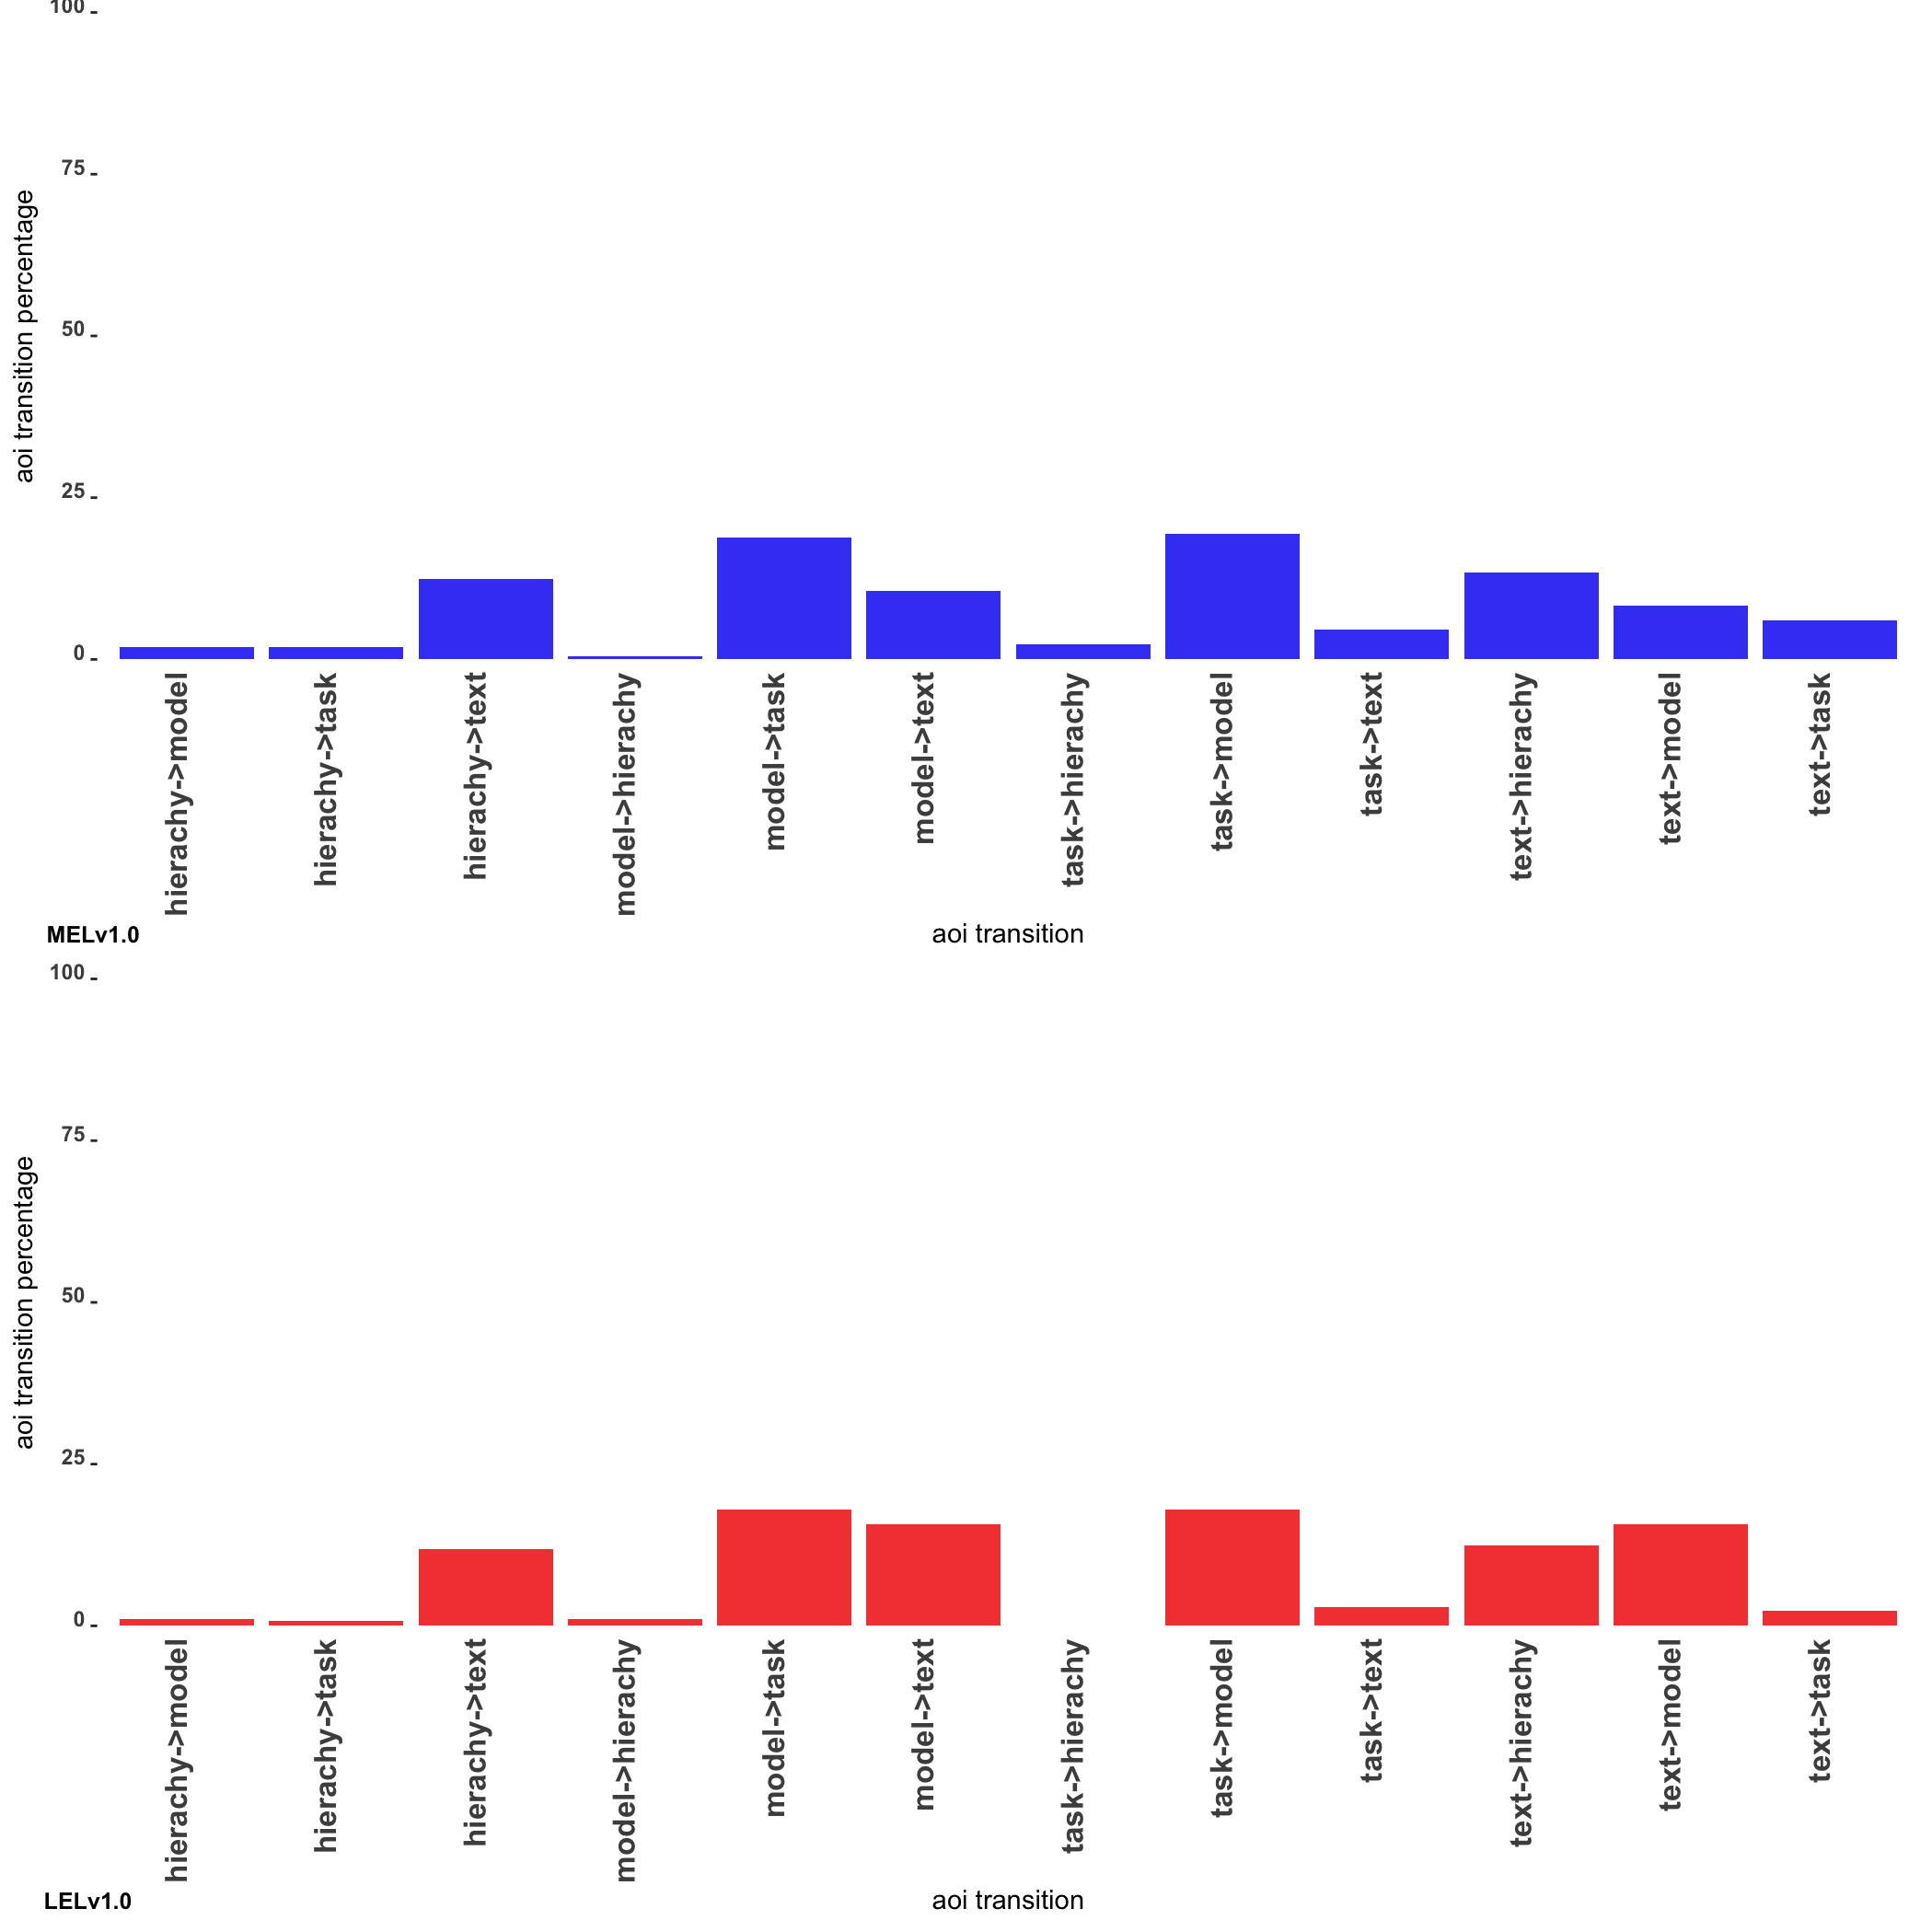 100
75
50
25
0
aoi transition percentage
hierachy->model
hierachy->task
hierachy->text
model->hierachy
model->task
model->text
task->hierachy
task->model
task->text
text->hierachy
text->model
text->task
MELv1.0
aoi transition
100
75
50
25
0
aoi transition percentage
hierachy->model
hierachy->task
hierachy->text
model->hierachy
model->task
model->text
task->hierachy
task->model
task->text
text->hierachy
text->model
text->task
LELv1.0
aoi transition